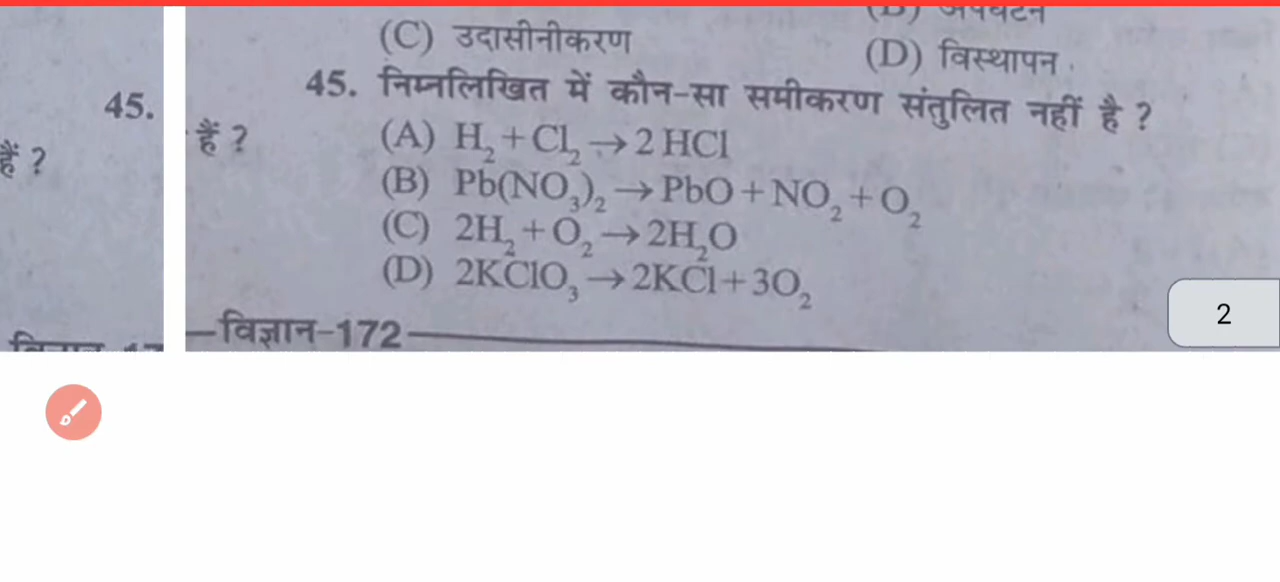 (C) उदासीनीकरण
(D) विस्थापन
45.
45. निम्नलिखित में कौन-सा समीकरण संतुलित नहीं है ?
हैं ?
हैं ?
(A) H₂+Cl₂→2 HCl
(B) Pb(NO₃)₂→PbO+NO₂+O₂
(C) 2H₂+O₂→2H₂O
(D) 2KClO₃→2KCl+3O₂
विज्ञान-172
2